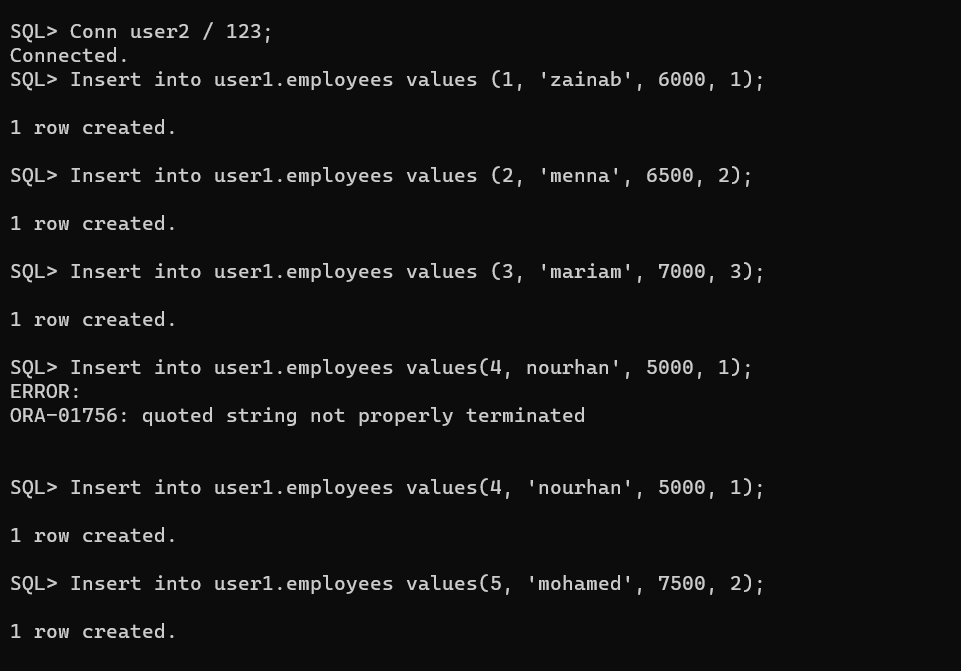 SQL> Conn user2 / 123;
Connected.
SQL> Insert into user1.employees values (1, 'zainab', 6000, 1);
1 row created.
SQL> Insert into user1.employees values (2, 'menna', 6500, 2);
1 row created.
SQL> Insert into user1.employees values (3, 'mariam', 7000, 3);
1 row created.
SQL> Insert into user1.employees values(4, nourhan', 5000, 1);
ERROR:
ORA-01756: quoted string not properly terminated
SQL> Insert into user1.employees values(4, 'nourhan', 5000, 1);
1 row created.
SQL> Insert into user1.employees values(5, 'mohamed', 7500, 2);
1 row created.